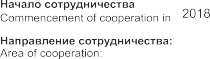 Начало сотрудничества
Commencement of cooperation in 2018
Направление сотрудничества:
Area of cooperation: